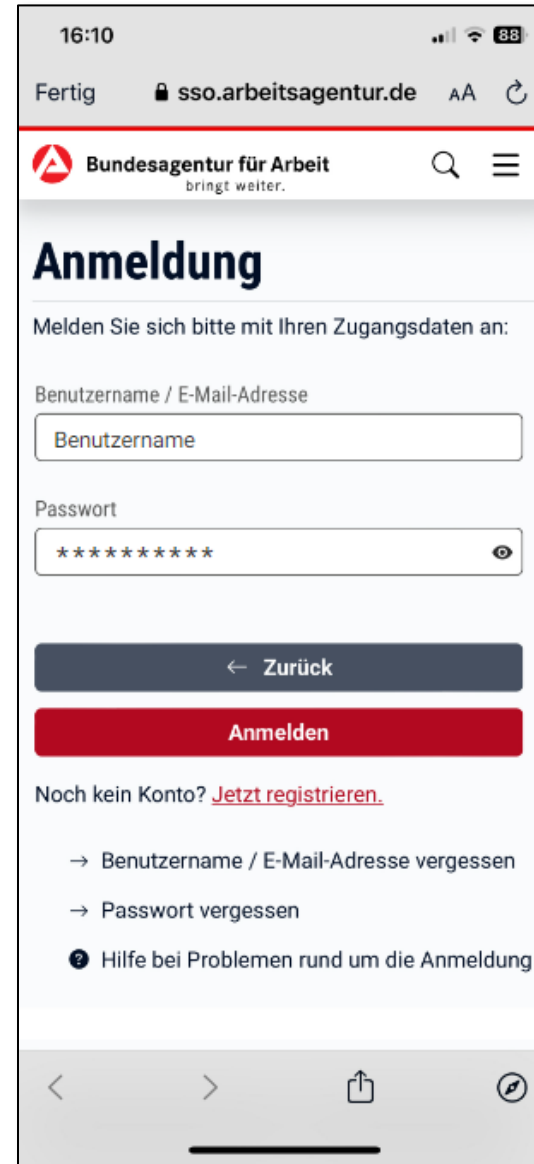 16:10 88
Fertig sso.arbeitsagentur.de AA
Bundesagentur für Arbeit
bringt weiter.
Anmeldung
Melden Sie sich bitte mit Ihren Zugangsdaten an:
Benutzername / E-Mail-Adresse
Benutzername
Passwort
**********
← Zurück
Anmelden
Noch kein Konto? Jetzt registrieren.
→ Benutzername / E-Mail-Adresse vergessen
→ Passwort vergessen
? Hilfe bei Problemen rund um die Anmeldung